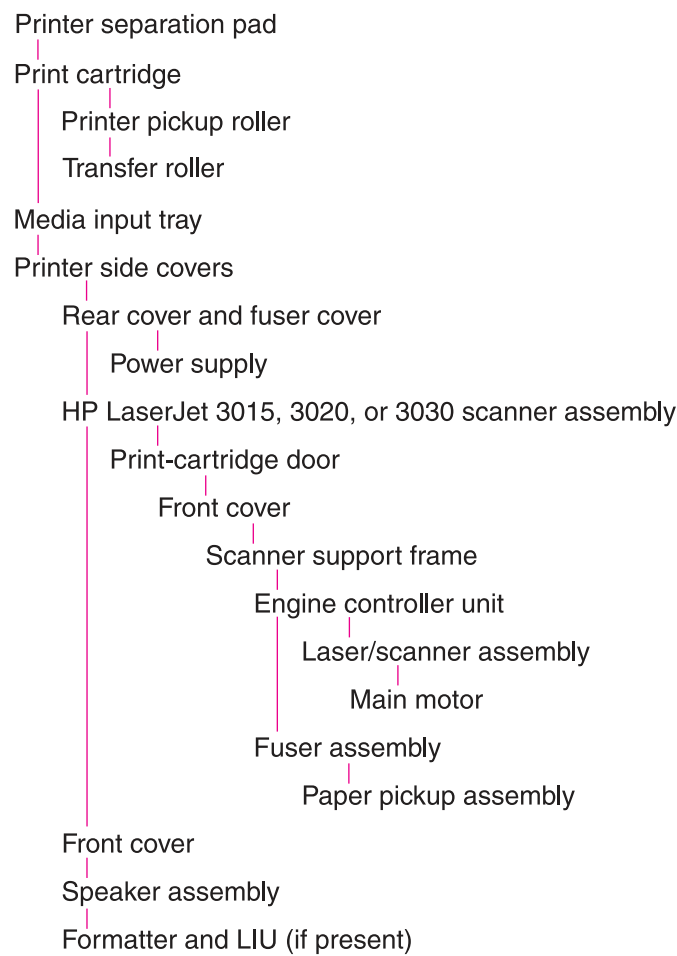 Printer separation pad
Print cartridge
Printer pickup roller
Transfer roller
Media input tray
Printer side covers
Rear cover and fuser cover
Power supply
HP LaserJet 3015, 3020, or 3030 scanner assembly
Print-cartridge door
Front cover
Scanner support frame
Engine controller unit
Laser/scanner assembly
Main motor
Fuser assembly
Paper pickup assembly
Front cover
Speaker assembly
Formatter and LIU (if present)